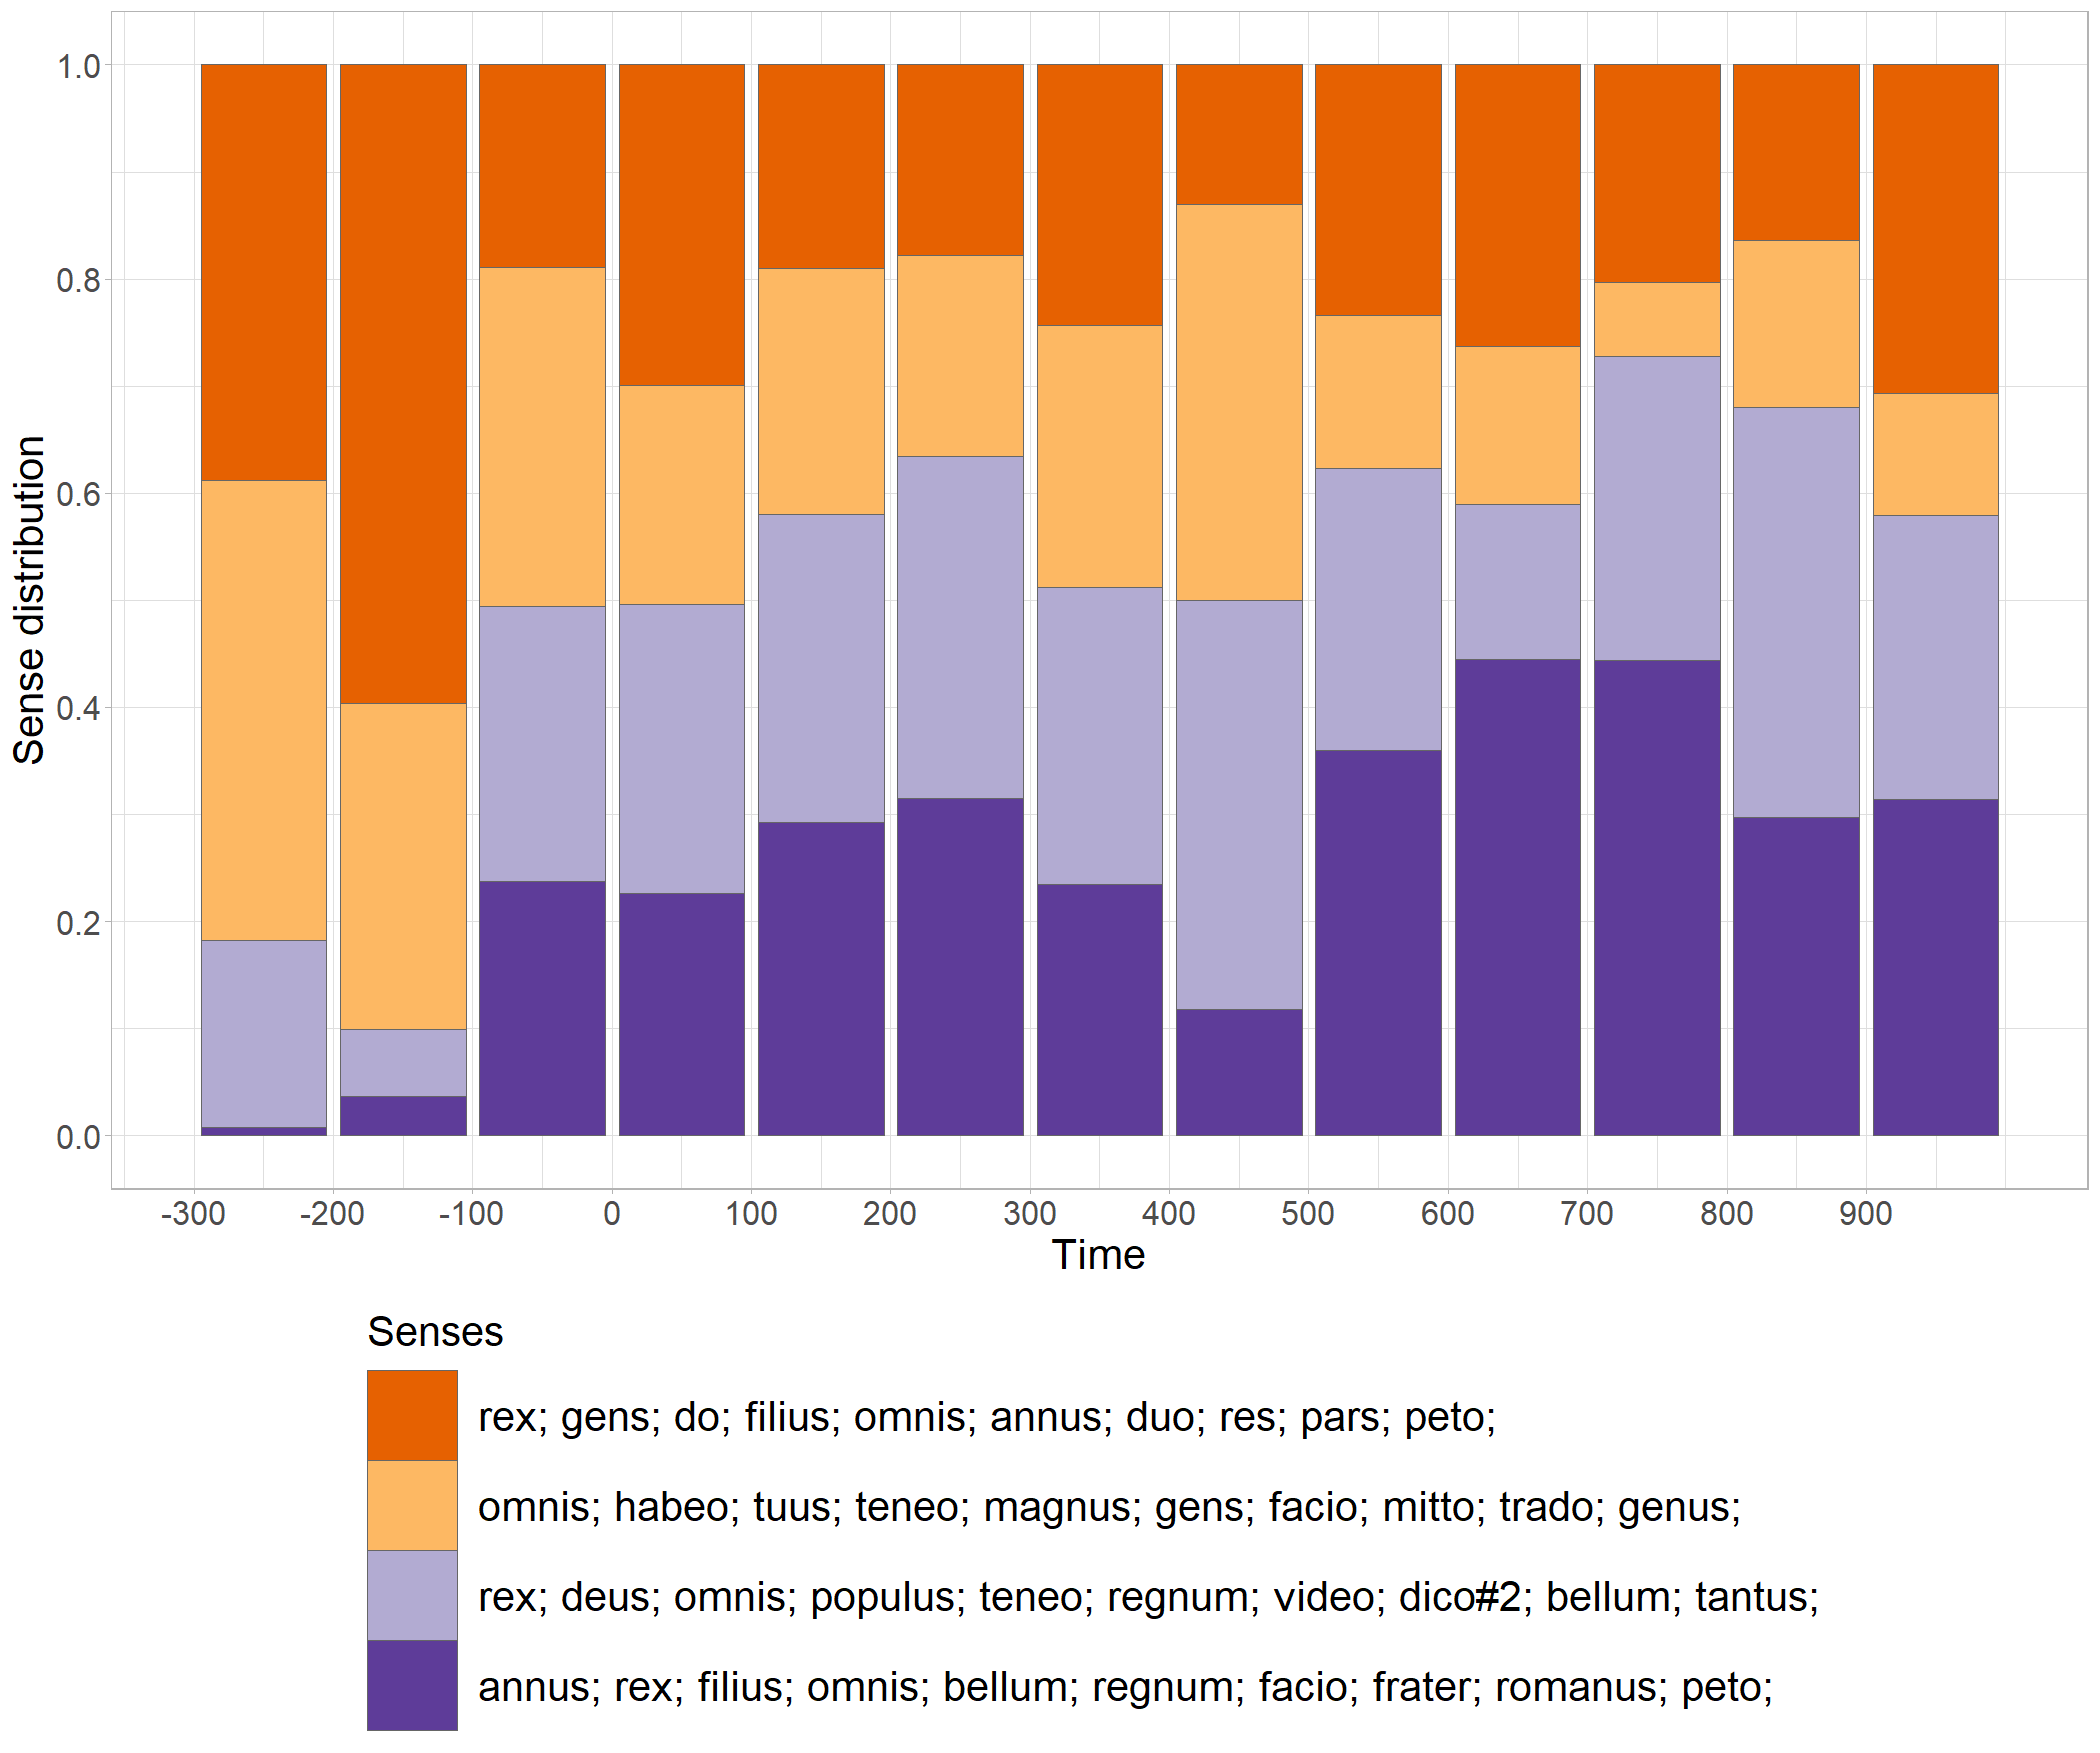 1.0
0.8
0.6
0.4
0.2
0.0
Sense distribution
-300 -200 -100 0 100 200 300 400 500 600 700 800 900
Time
Senses
rex; gens; do; filius; omnis; annus; duo; res; pars; peto;
omnis; habeo; tuus; teneo; magnus; gens; facio; mitto; trado; genus;
rex; deus; omnis; populus; teneo; regnum; video; dico#2; bellum; tantus;
annus; rex; filius; omnis; bellum; regnum; facio; frater; romanus; peto;